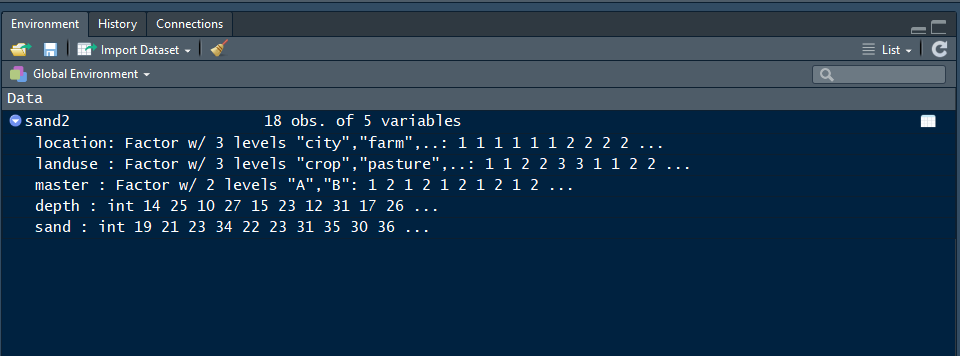 Environment History Connections
Import Dataset List
Global Environment
Data
sand2 18 obs. of 5 variables
location: Factor w/ 3 levels "city","farm",..: 1 1 1 1 1 1 2 2 2 2 ...
landuse : Factor w/ 3 levels "crop","pasture",..: 1 1 2 2 3 3 1 1 2 2 ...
master : Factor w/ 2 levels "A","B": 1 2 1 2 1 2 1 2 1 2 ...
depth : int 14 25 10 27 15 23 12 31 17 26 ...
sand : int 19 21 23 34 22 23 31 35 30 36 ...